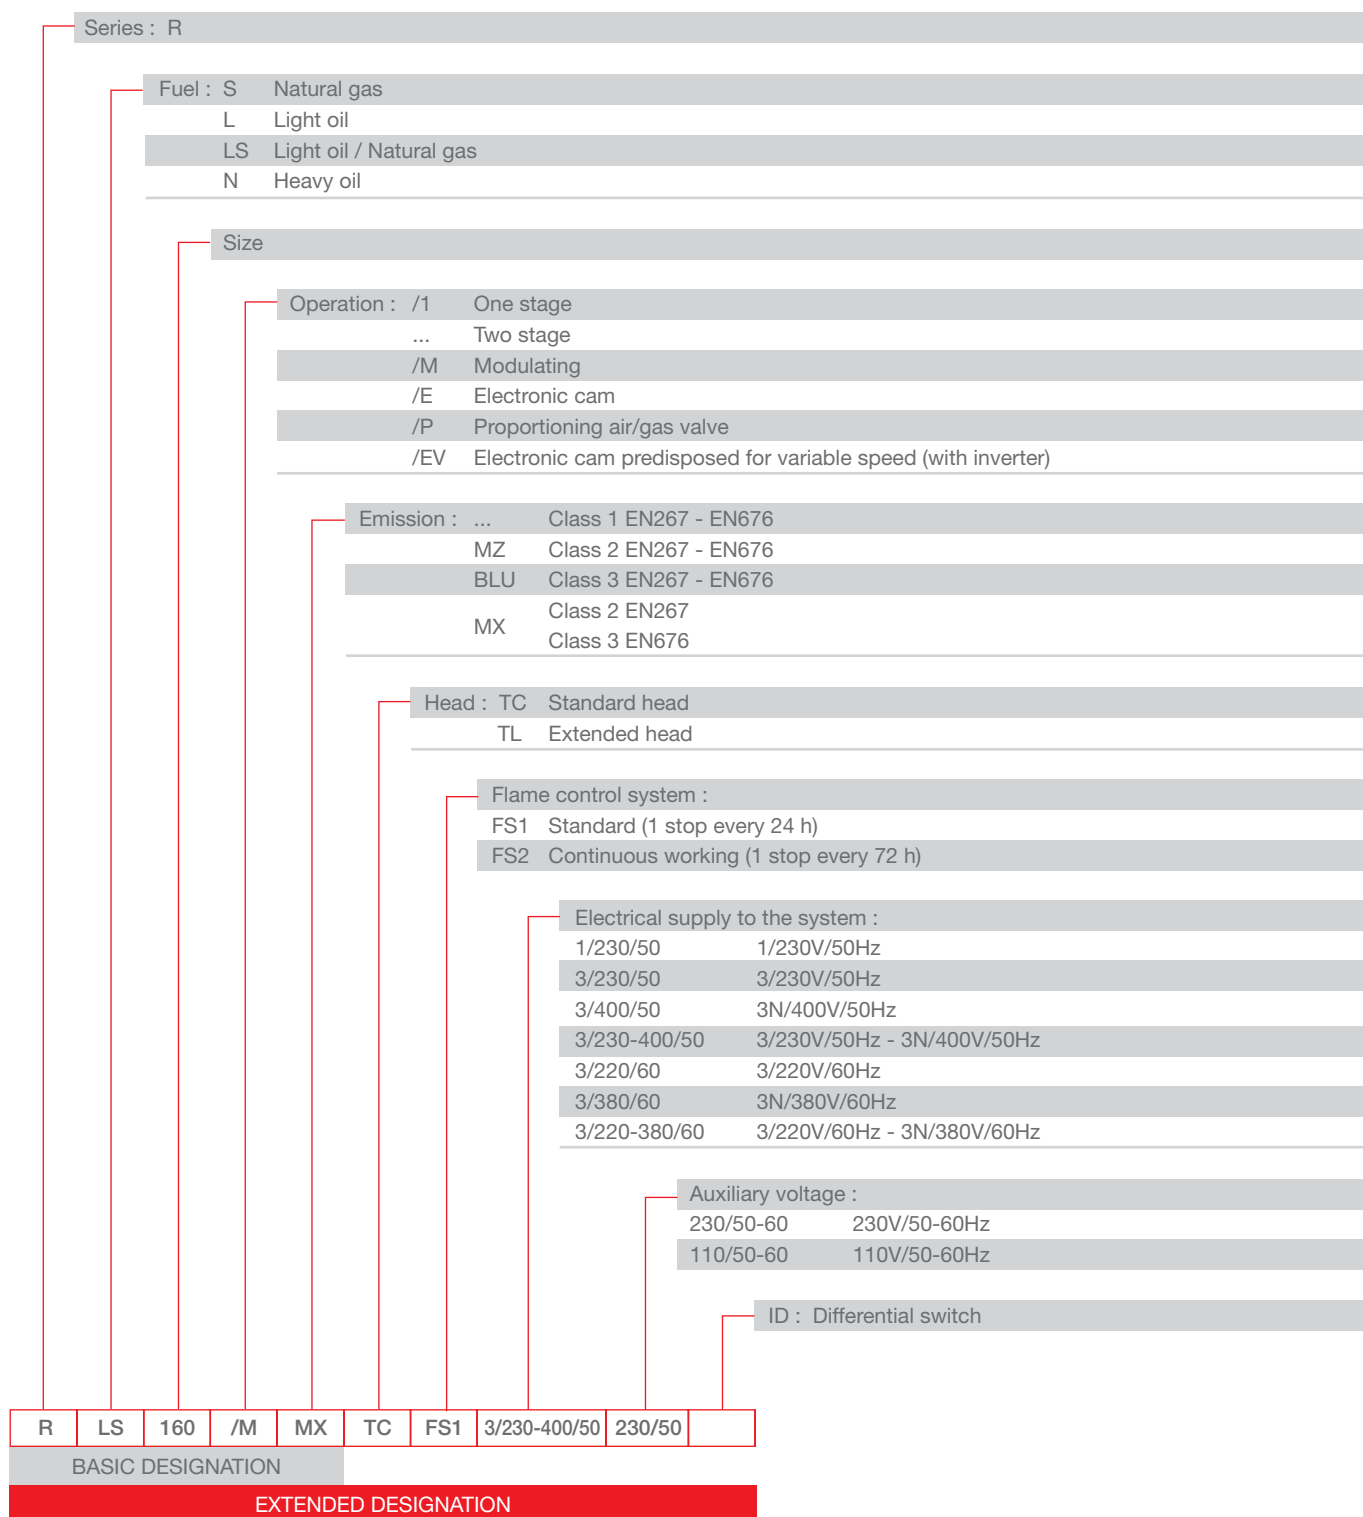 Series : R
Fuel : S Natural gas
L Light oil
LS Light oil / Natural gas
N Heavy oil
Size
Operation : /1 One stage
... Two stage
/M Modulating
/E Electronic cam
/P Proportioning air/gas valve
/EV Electronic cam predisposed for variable speed (with inverter)
Emission : ... Class 1 EN267 - EN676
MZ Class 2 EN267 - EN676
BLU Class 3 EN267 - EN676
MX Class 2 EN267
Class 3 EN676
Head : TC Standard head
TL Extended head
Flame control system :
FS1 Standard (1 stop every 24 h)
FS2 Continuous working (1 stop every 72 h)
Electrical supply to the system :
1/230/50 1/230V/50Hz
3/230/50 3/230V/50Hz
3/400/50 3N/400V/50Hz
3/230-400/50 3/230V/50Hz - 3N/400V/50Hz
3/220/60 3/220V/60Hz
3/380/60 3N/380V/60Hz
3/220-380/60 3/220V/60Hz - 3N/380V/60Hz
Auxiliary voltage :
230/50-60 230V/50-60Hz
110/50-60 110V/50-60Hz
ID : Differential switch
R LS 160 /M MX TC FS1 3/230-400/50 230/50
BASIC DESIGNATION
EXTENDED DESIGNATION